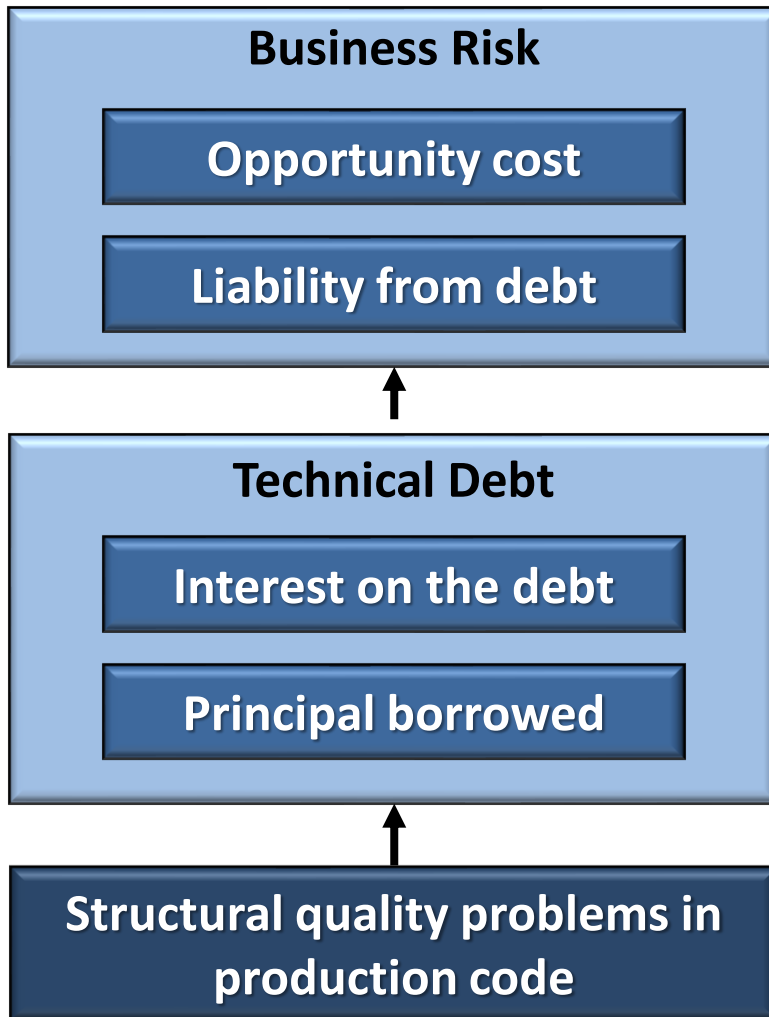 Business Risk
Opportunity cost
Liability from debt
Technical Debt
Interest on the debt
Principal borrowed
Structural quality problems in
production code